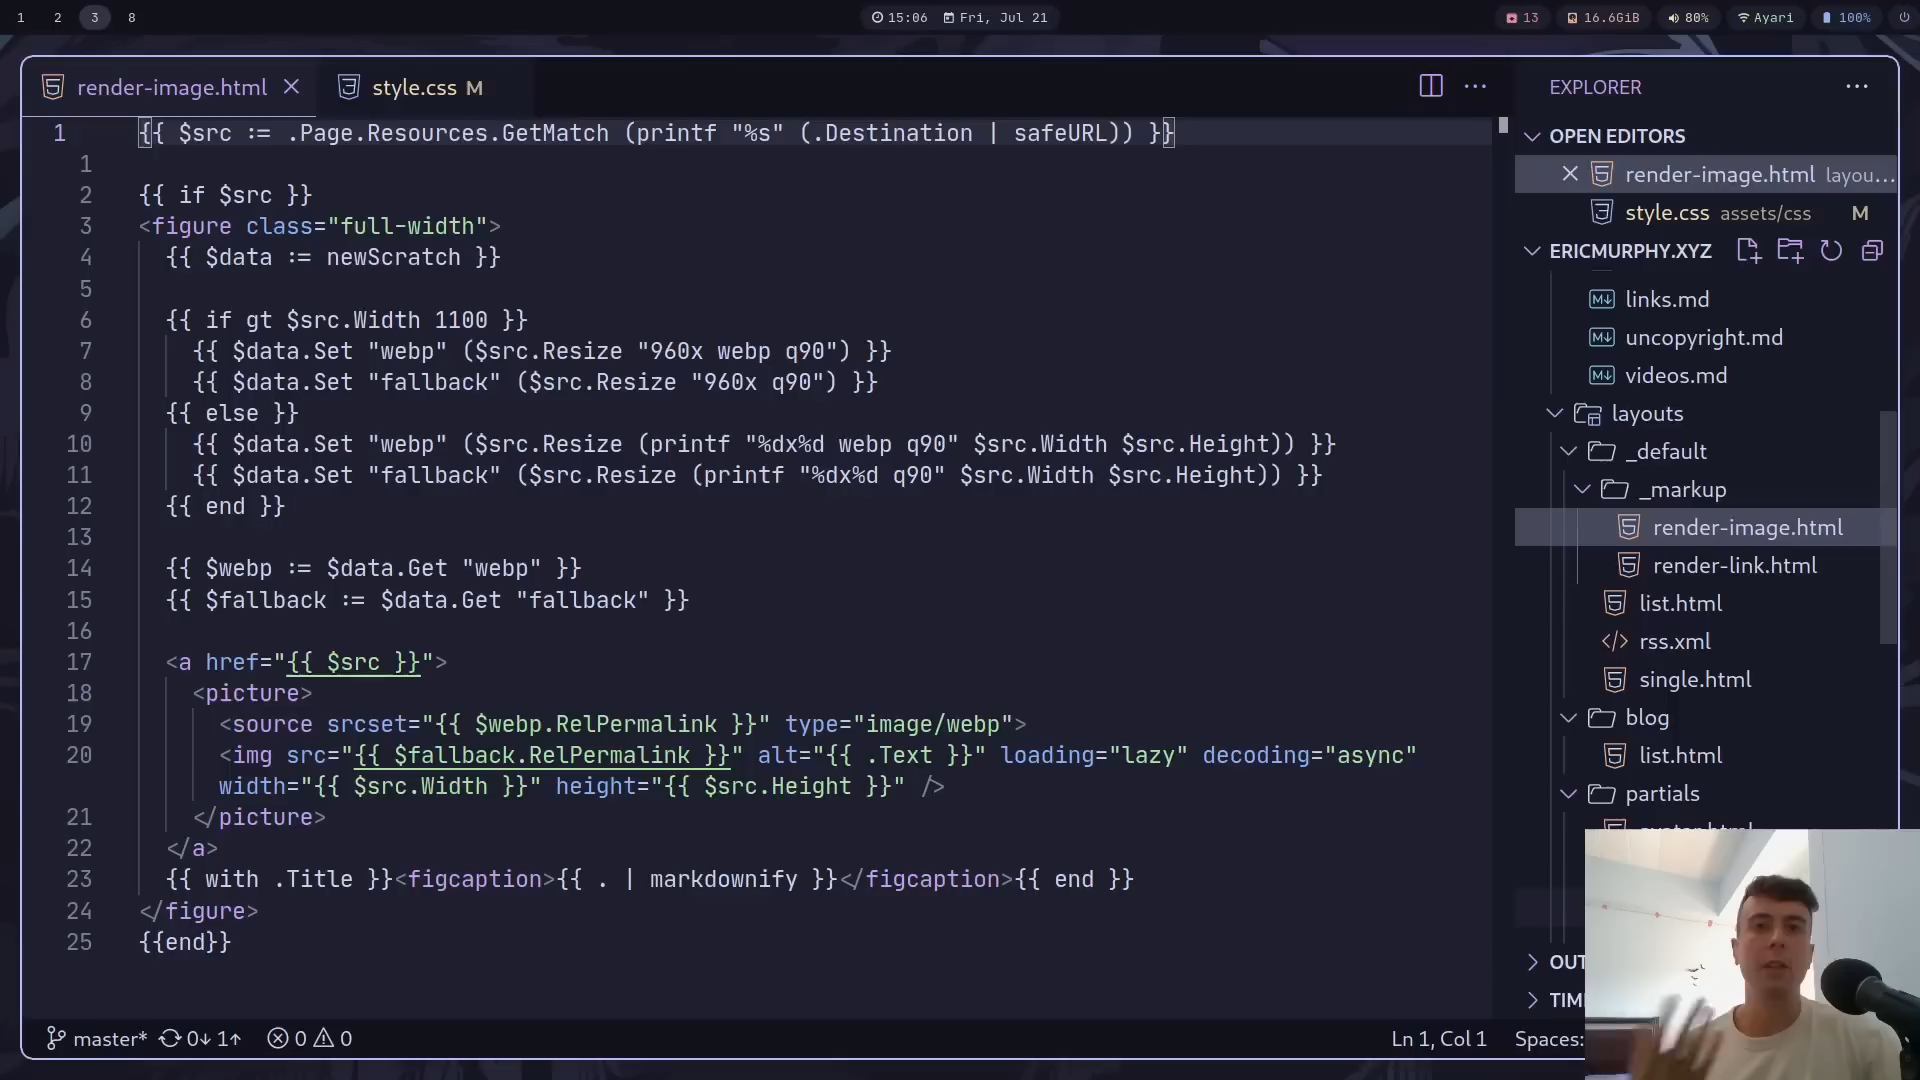 1 2 3 8
15:06 Fri, Jul 21
13 16.6GiB 80% Ayari 100%
render-image.html
style.css M
EXPLORER
1 {{ $src := .Page.Resources.GetMatch (printf "%s" (.Destination | safeURL)) }}
1
2 {{ if $src }}
3 <figure class="full-width">
4 {{ $data := newScratch }}
5
6 {{ if gt $src.Width 1100 }}
7 {{ $data.Set "webp" ($src.Resize "960x webp q90") }}
8 {{ $data.Set "fallback" ($src.Resize "960x q90") }}
9 {{ else }}
10 {{ $data.Set "webp" ($src.Resize (printf "%dx%d webp q90" $src.Width $src.Height)) }}
11 {{ $data.Set "fallback" ($src.Resize (printf "%dx%d q90" $src.Width $src.Height)) }}
12 {{ end }}
13
14 {{ $webp := $data.Get "webp" }}
15 {{ $fallback := $data.Get "fallback" }}
16
17 <a href="{{ $src }}">
18 <picture>
19 <source srcset="{{ $webp.RelPermalink }}" type="image/webp">
20 <img src="{{ $fallback.RelPermalink }}" alt="{{ .Text }}" loading="lazy" decoding="async"
width="{{ $src.Width }}" height="{{ $src.Height }}" />
21 </picture>
22 </a>
23 {{ with .Title }}<figcaption>{{ . | markdownify }}</figcaption>{{ end }}
24 </figure>
25 {{end}}
OPEN EDITORS
render-image.html layou...
style.css assets/css M
ERICMURPHY.XYZ
links.md
uncopyright.md
videos.md
layouts
_default
_markup
render-image.html
render-link.html
list.html
rss.xml
single.html
blog
list.html
partials
OUT
TIM
master* 0↓ 1↑ 0 0
Ln 1, Col 1 Spaces: